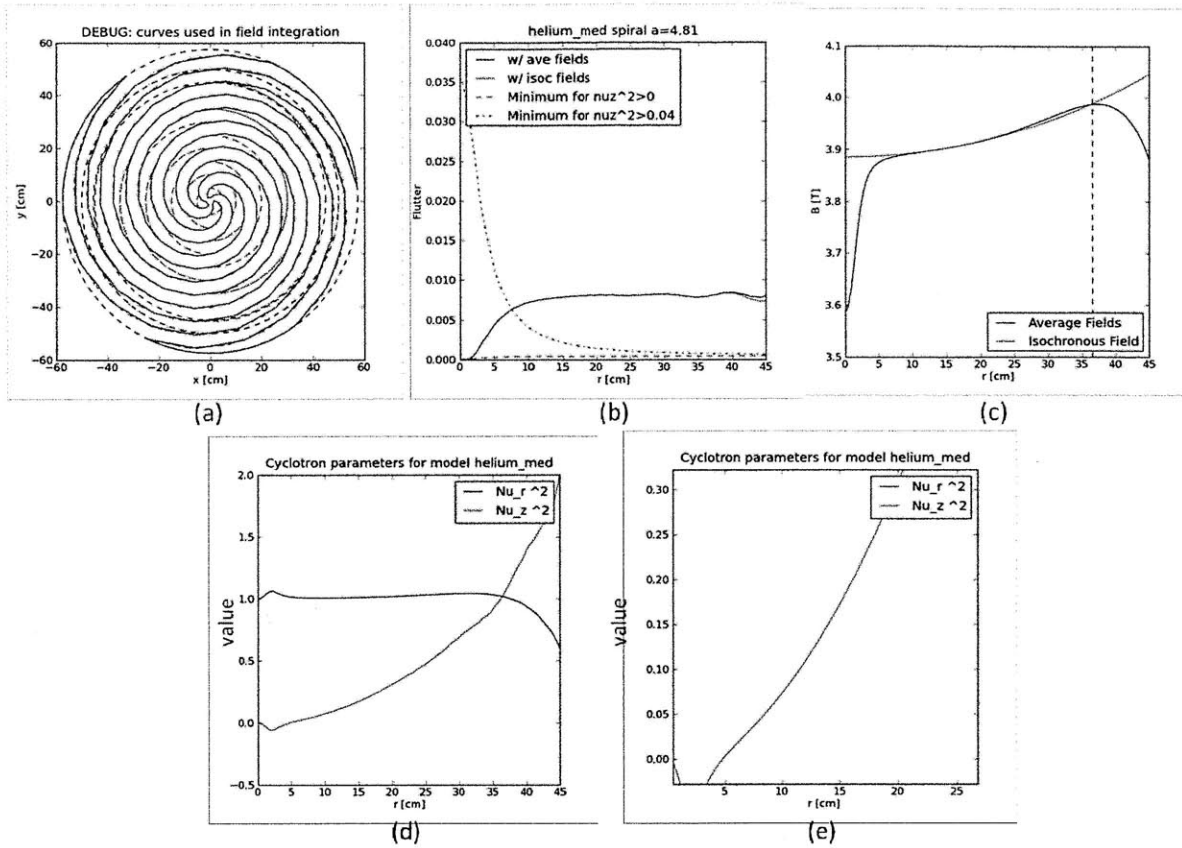 DEBUG: curves used in field integration
60
40
20
0
−20
−40
−60
−60
−40
−20
0
20
40
60
y [cm]
x [cm]
(a)
helium_med spiral a=4.81
w/ ave fields
w/ isoc fields
Minimum for nuz^2>0
Minimum for nuz^2>0.04
0.040
0.035
0.030
0.025
0.020
0.015
0.010
0.005
0.000
0
5
10
15
20
25
30
35
40
45
Flutter
r [cm]
(b)
4.1
4.0
3.9
3.8
3.7
3.6
3.5
0
5
10
15
20
25
30
35
40
45
B [T]
r [cm]
Average Fields
Isochronous Field
(c)
Cyclotron parameters for model helium_med
Nu_r ^2
Nu_z ^2
2.0
1.5
1.0
0.5
0.0
−0.5
0
5
10
15
20
25
30
35
40
45
value
r [cm]
(d)
Cyclotron parameters for model helium_med
Nu_r ^2
Nu_z ^2
0.30
0.25
0.20
0.15
0.10
0.05
0.00
5
10
15
20
25
value
r [cm]
(e)